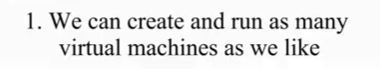 1. We can create and run as many
virtual machines as we like